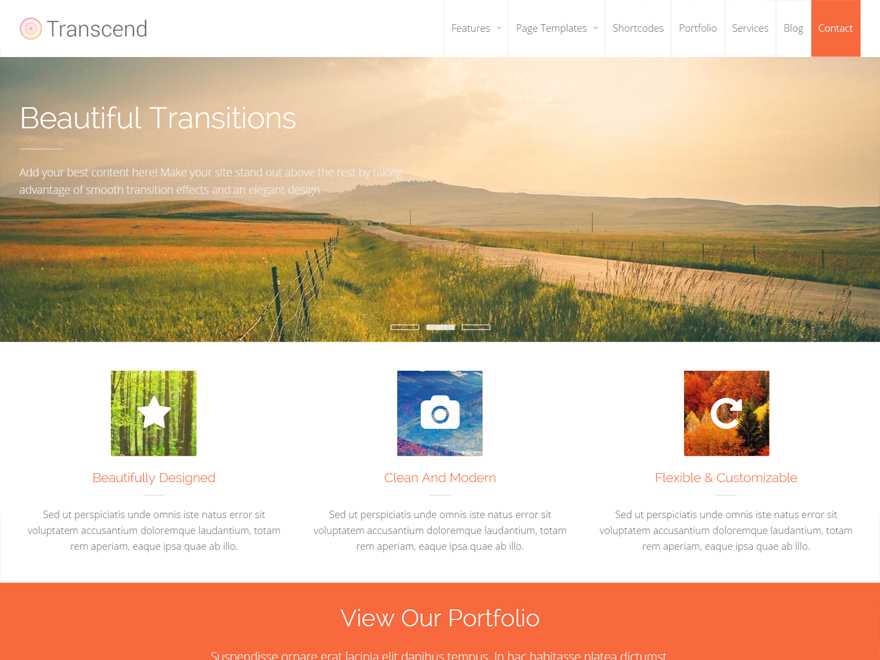 Transcend
Features
Page Templates
Shortcodes
Portfolio
Services
Blog
Contact
Beautiful Transitions
Add your best content here! Make your site stand out above the rest by taking
advantage of smooth transition effects and an elegant design.
Beautifully Designed
Sed ut perspiciatis unde omnis iste natus error sit
voluptatem accusantium doloremque laudantium, totam
rem aperiam, eaque ipsa quae ab illo.
Clean And Modern
Sed ut perspiciatis unde omnis iste natus error sit
voluptatem accusantium doloremque laudantium, totam
rem aperiam, eaque ipsa quae ab illo.
Flexible & Customizable
Sed ut perspiciatis unde omnis iste natus error sit
voluptatem accusantium doloremque laudantium, totam
rem aperiam, eaque ipsa quae ab illo.
View Our Portfolio
Suspendisse ornare erat lacinia elit dapibus tempus. In hac habitasse platea dictumst.